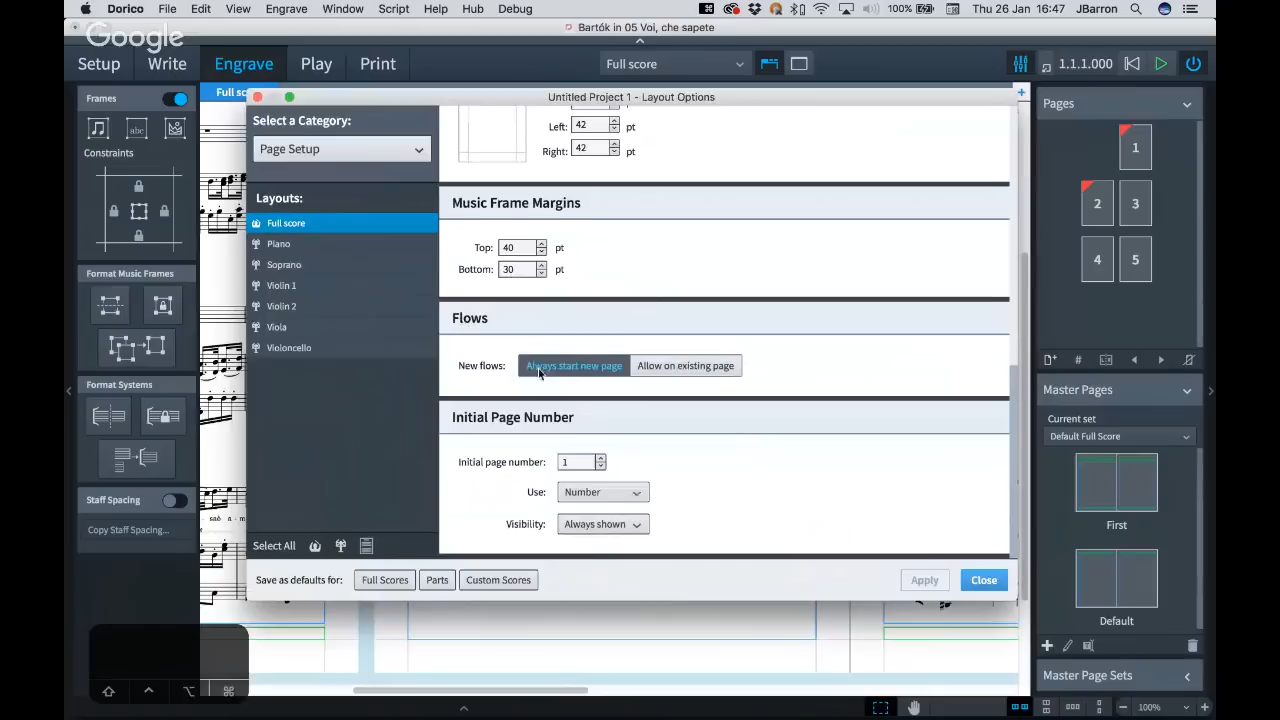 Dorico File Edit View Engrave Window Script Help Hub Debug 100% Thu 26 Jan 16:47 JBarron
Bartók in 05 Voi, che sapete
Google
Setup Write Engrave Play Print Full score 1.1.1.000
Full sc
Untitled Project 1 - Layout Options
Frames
Constraints
Format Music Frames
Format Systems
Staff Spacing
Copy Staff Spacing...
Select a Category:
Page Setup
Layouts:
Full score
Piano
Soprano
Violin 1
Violin 2
Viola
Violoncello
Select All
Left: 42 pt
Right: 42 pt
Music Frame Margins
Top: 40 pt
Bottom: 30 pt
Flows
New flows: Always start new page Allow on existing page
Initial Page Number
Initial page number: 1
Use: Number
Visibility: Always shown
Save as defaults for: Full Scores Parts Custom Scores Apply Close
Pages
1
2 3
4 5
Master Pages
Current set
Default Full Score
First
Default
Master Page Sets
100%